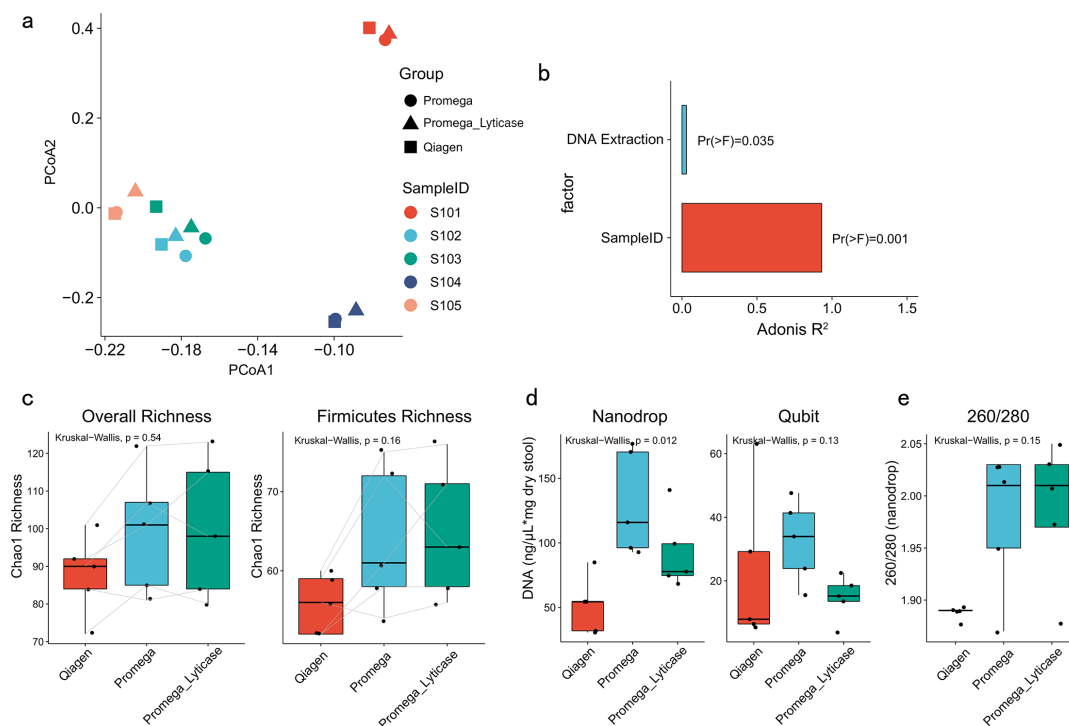 a
0.4
0.2
0.0
−0.2
PCoA2
−0.22
−0.18
−0.14
−0.10
PCoA1
Group
Promega
Promega_Lyticase
Qiagen
SampleID
S101
S102
S103
S104
S105
b
factor
DNA Extraction
Pr(>F)=0.035
SampleID
Pr(>F)=0.001
0.0
0.5
1.0
1.5
Adonis R²
c
Overall Richness
Kruskal−Wallis, p = 0.54
Chao1 Richness
120
110
100
90
80
70
Qiagen
Promega
Promega_Lyticase
Firmicutes Richness
Kruskal−Wallis, p = 0.16
Chao1 Richness
70
60
Qiagen
Promega
Promega_Lyticase
d
Nanodrop
Kruskal−Wallis, p = 0.012
DNA (ng/µL*mg dry stool)
150
100
50
Qiagen
Promega
Promega_Lyticase
Qubit
Kruskal−Wallis, p = 0.13
60
40
20
Qiagen
Promega
Promega_Lyticase
e
260/280
Kruskal−Wallis, p = 0.15
260/280 (nanodrop)
2.05
2.00
1.95
1.90
Qiagen
Promega
Promega_Lyticase